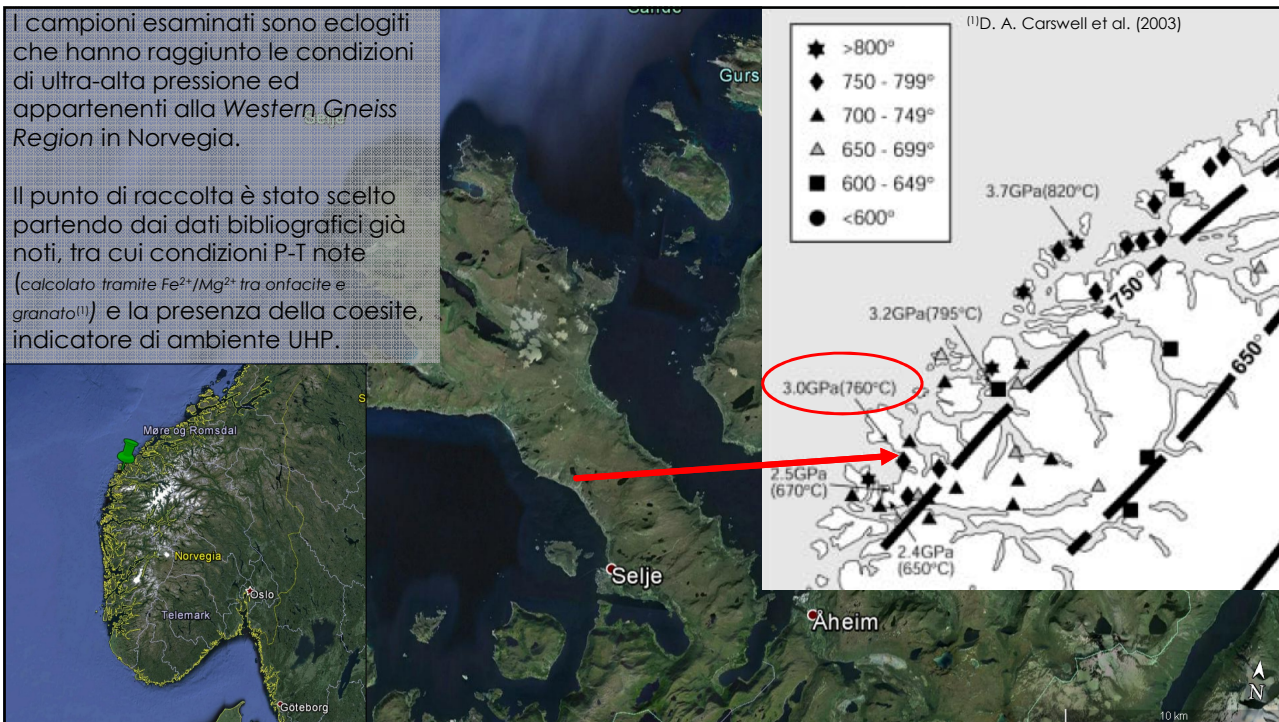 I campioni esaminati sono eclogiti
che hanno raggiunto le condizioni
di ultra-alta pressione ed
appartenenti alla Western Gneiss
Region in Norvegia.
Il punto di raccolta è stato scelto
partendo dai dati bibliografici già
noti, tra cui condizioni P-T note
(calcolato tramite Fe²⁺/Mg²⁺ tra onfacite e
granato⁽¹⁾) e la presenza della coesite,
indicatore di ambiente UHP.
Selje
Sande
Gurs
⁽¹⁾D. A. Carswell et al. (2003)
>800°
750 - 799°
700 - 749°
650 - 699°
600 - 649°
<600°
3.7GPa(820°C)
3.2GPa(795°C)
3.0GPa(760°C)
2.5GPa
(670°C)
2.4GPa
(650°C)
750°
650°
Møre og Romsdal
Norvegia
Oslo
Telemark
Göteborg
S
Selje
Åheim
N
10 km